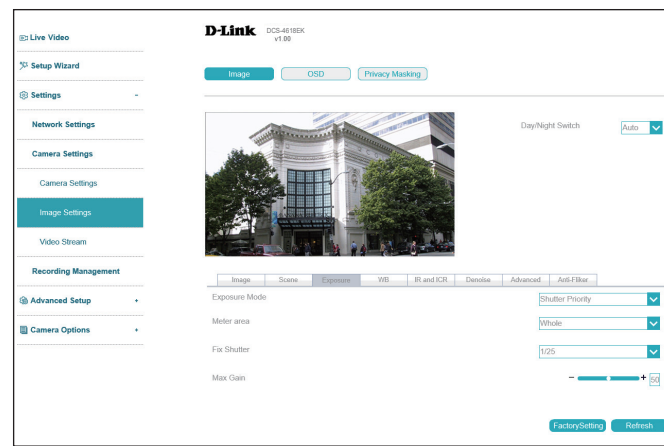 D-Link DCS-4618EK
v1.00
Live Video
Setup Wizard
Settings -
Network Settings
Camera Settings
Camera Settings
Image Settings
Video Stream
Recording Management
Advanced Setup +
Camera Options +
Image OSD Privacy Masking
Day/Night Switch Auto
Image Scene Exposure WB IR and ICR Denoise Advanced Anti-Fliker
Exposure Mode Shutter Priority
Meter area Whole
Fix Shutter 1/25
Max Gain - + 50
FactorySetting Refresh